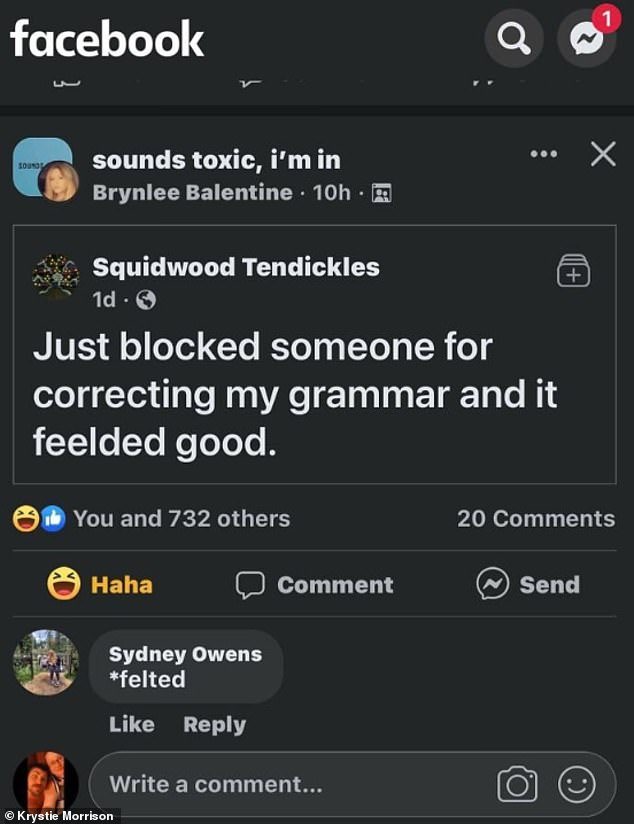 facebook
1
SOUNDS
sounds toxic, i'm in
Brynlee Balentine · 10h ·
Squidwood Tendickles
1d ·
Just blocked someone for
correcting my grammar and it
feelded good.
You and 732 others 20 Comments
Haha Comment Send
Sydney Owens
*felted
Like Reply
Write a comment...
© Krystie Morrison